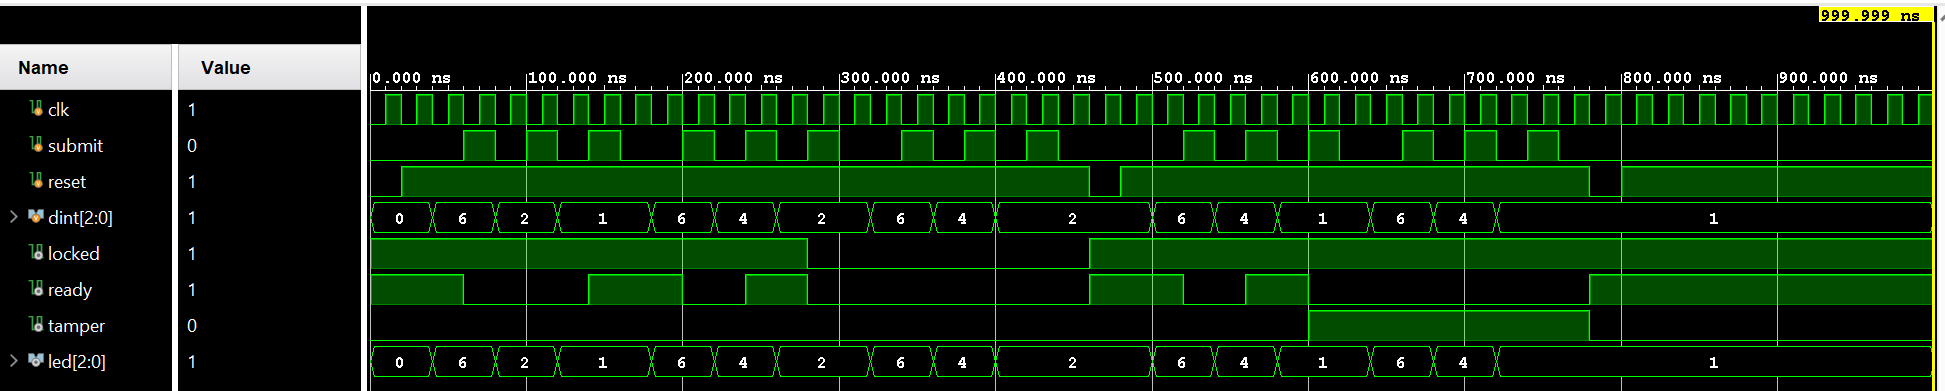 999.999 ns
Name Value 0.000 ns 100.000 ns 200.000 ns 300.000 ns 400.000 ns 500.000 ns 600.000 ns 700.000 ns 800.000 ns 900.000 ns
clk 1
submit 0
reset 1
dint[2:0] 1 0 6 2 1 6 4 2 6 4 2 6 4 1 6 4 1
locked 1
ready 1
tamper 0
led[2:0] 1 0 6 2 1 6 4 2 6 4 2 6 4 1 6 4 1